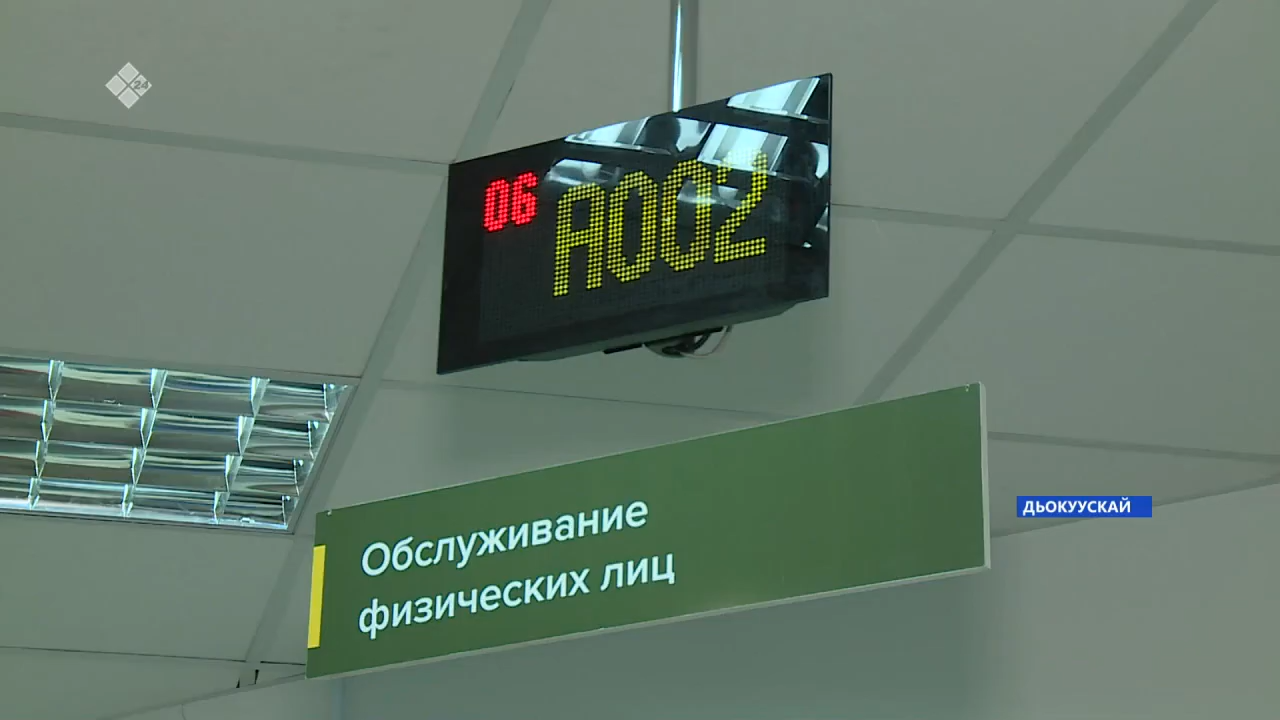 24
06
A002
Обслуживание
физических лиц
ДЬОКУУСКАЙ